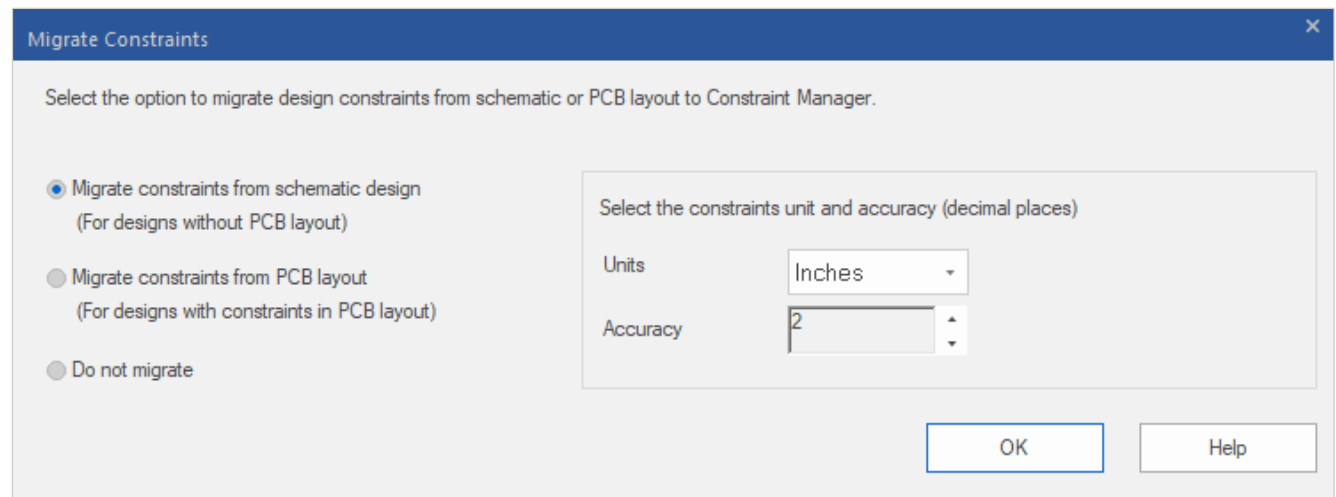 Migrate Constraints
Select the option to migrate design constraints from schematic or PCB layout to Constraint Manager.
Migrate constraints from schematic design
(For designs without PCB layout)
Migrate constraints from PCB layout
(For designs with constraints in PCB layout)
Do not migrate
Select the constraints unit and accuracy (decimal places)
Units
Inches
Accuracy
2
OK
Help